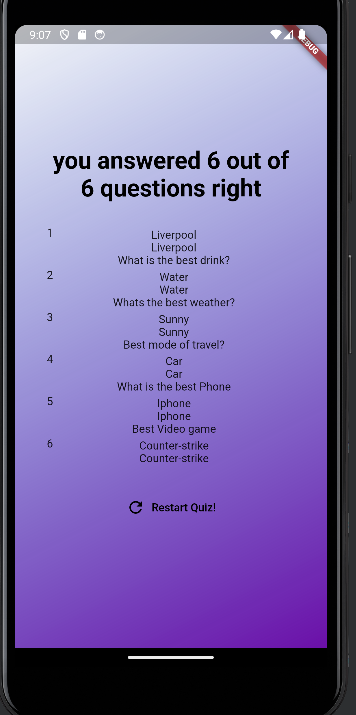 9:07
DEBUG
you answered 6 out of
6 questions right
1
Liverpool
Liverpool
What is the best drink?
2
Water
Water
Whats the best weather?
3
Sunny
Sunny
Best mode of travel?
4
Car
Car
What is the best Phone
5
Iphone
Iphone
Best Video game
6
Counter-strike
Counter-strike
Restart Quiz!